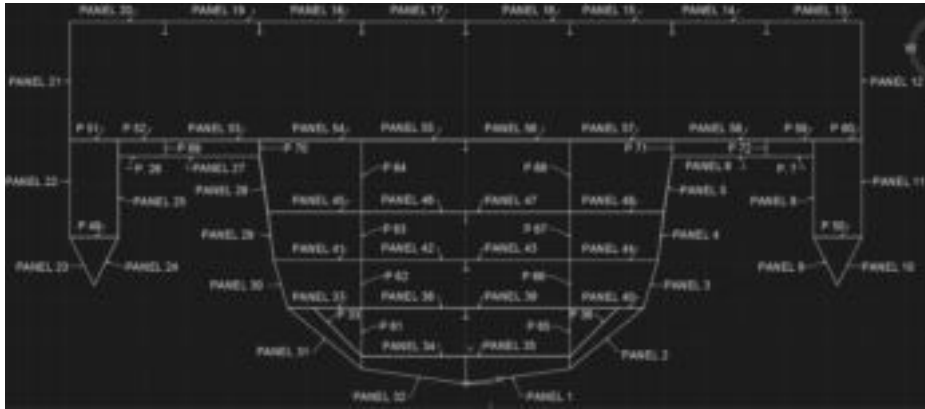 PANEL 20 PANEL 19 PANEL 18 PANEL 17 PANEL 16 PANEL 15 PANEL 14 PANEL 13
PANEL 21 PANEL 12
P 51 P 52 PANEL 53 PANEL 54 PANEL 55 PANEL 56 PANEL 57 PANEL 58 P 59 P 60
P 69 P 70 P 71 P 72
P. 26 PANEL 27 P 64 P 68 PANEL 6 P. 7
PANEL 22 PANEL 28 PANEL 5 PANEL 11
PANEL 25 PANEL 45 PANEL 46 PANEL 47 PANEL 48 PANEL 8
P 49 PANEL 29 P 63 P 67 PANEL 4 P 50
PANEL 41 PANEL 42 PANEL 43 PANEL 44
PANEL 23 PANEL 24 PANEL 9 PANEL 10
PANEL 30 P 62 P 66 PANEL 3
PANEL 37 PANEL 38 PANEL 39 PANEL 40
P 33 P 61 P 65 P 36
PANEL 31 PANEL 34 PANEL 35 PANEL 2
PANEL 32 PANEL 1